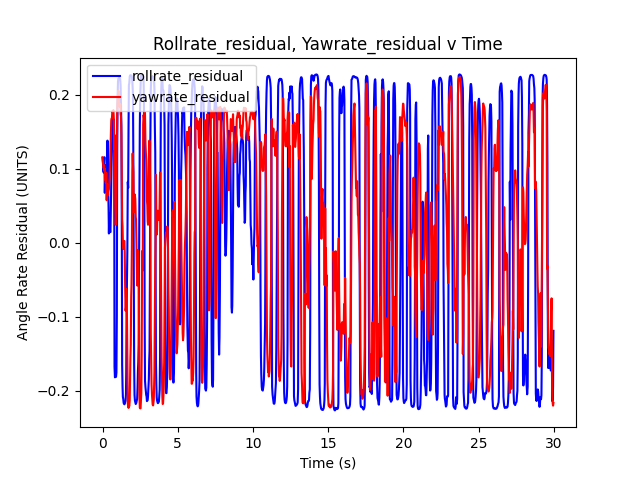 Rollrate_residual, Yawrate_residual v Time
rollrate_residual
yawrate_residual
Angle Rate Residual (UNITS)
0.2
0.1
0.0
−0.1
−0.2
0 5 10 15 20 25 30
Time (s)